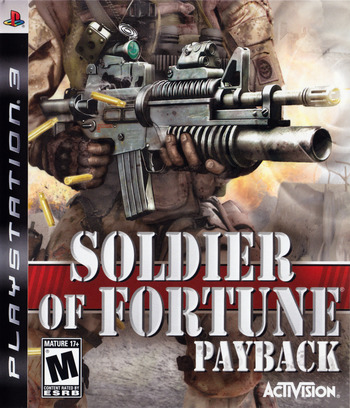 PLAYSTATION 3
SOLDIER
OF FORTUNE
PAYBACK
MATURE 17+
M
CONTENT RATED BY
ESRB
ACTIVISION